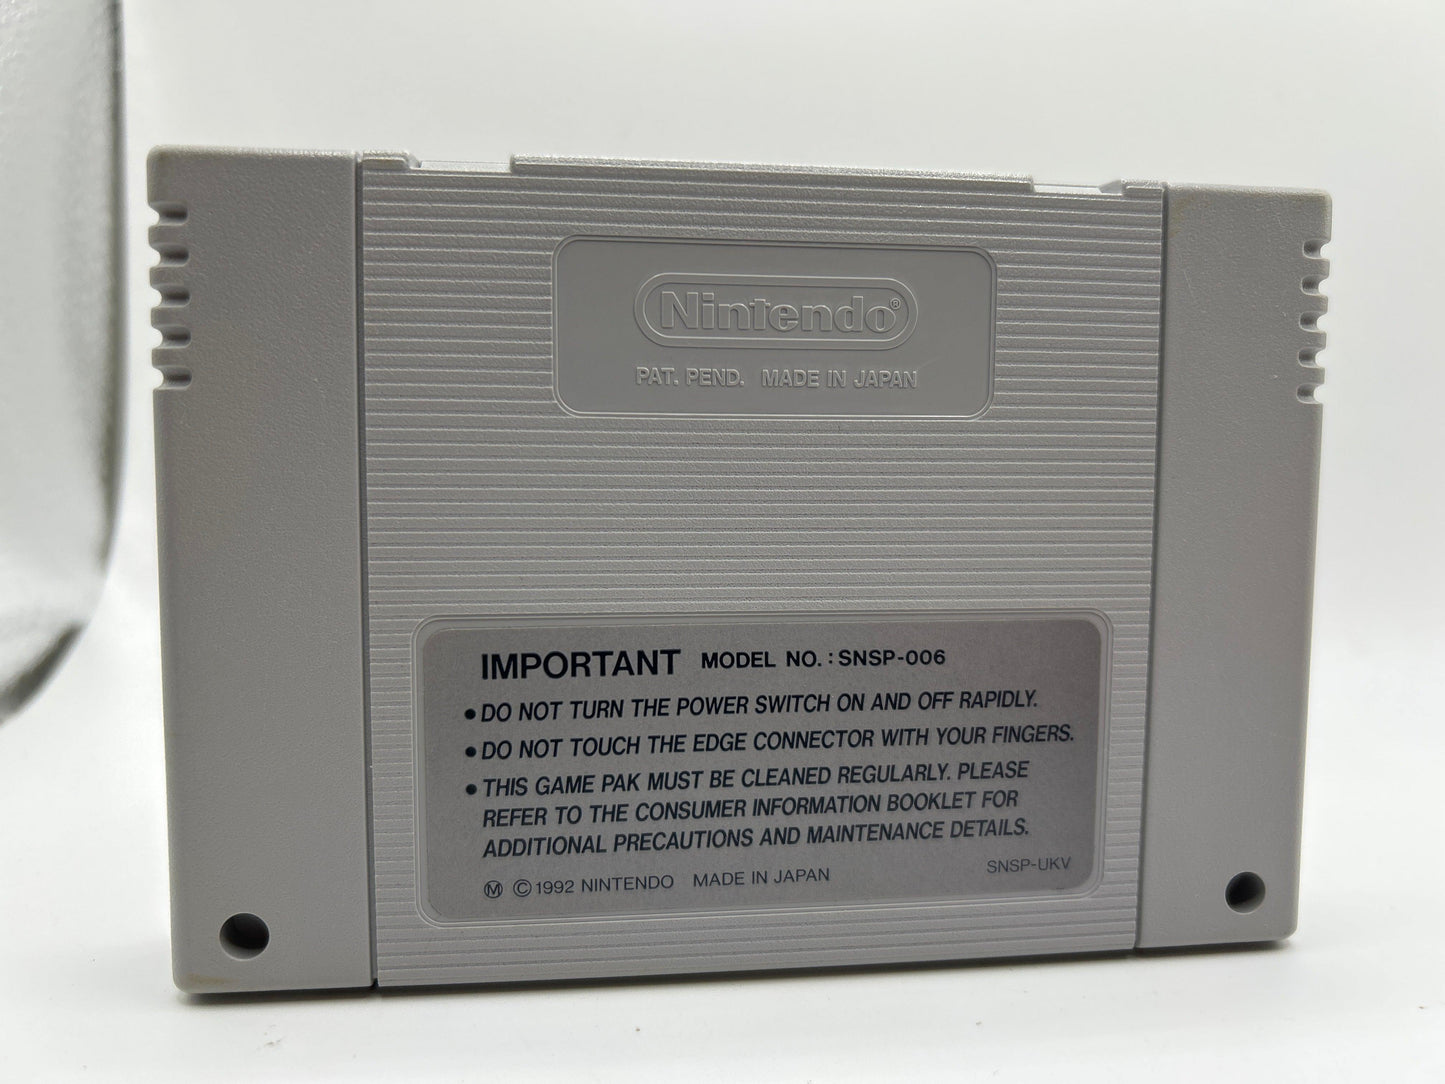 Nintendo®
PAT. PEND. MADE IN JAPAN
IMPORTANT MODEL NO. : SNSP-006
•DO NOT TURN THE POWER SWITCH ON AND OFF RAPIDLY.
•DO NOT TOUCH THE EDGE CONNECTOR WITH YOUR FINGERS.
•THIS GAME PAK MUST BE CLEANED REGULARLY. PLEASE
REFER TO THE CONSUMER INFORMATION BOOKLET FOR
ADDITIONAL PRECAUTIONS AND MAINTENANCE DETAILS.
SNSP-UKV
Ⓜ ©1992 NINTENDO MADE IN JAPAN